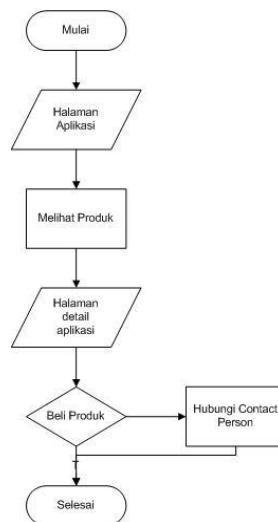 Mulai
Halaman
Aplikasi
Melihat Produk
Halaman
detail
aplikasi
Beli Produk
Hubungi Contact
Person
T
Selesai